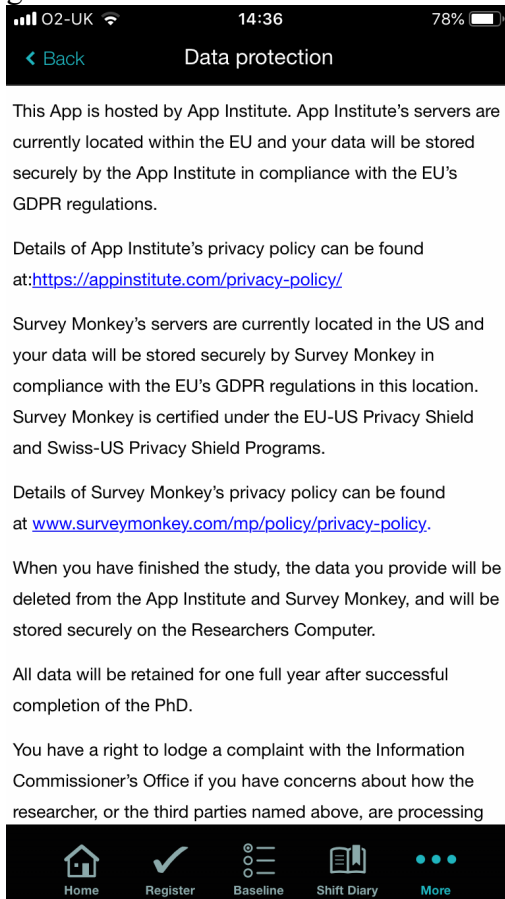 O2-UK 14:36 78%
Back Data protection
This App is hosted by App Institute. App Institute's servers are
currently located within the EU and your data will be stored
securely by the App Institute in compliance with the EU's
GDPR regulations.
Details of App Institute's privacy policy can be found
at:https://appinstitute.com/privacy-policy/
Survey Monkey's servers are currently located in the US and
your data will be stored securely by Survey Monkey in
compliance with the EU's GDPR regulations in this location.
Survey Monkey is certified under the EU-US Privacy Shield
and Swiss-US Privacy Shield Programs.
Details of Survey Monkey's privacy policy can be found
at www.surveymonkey.com/mp/policy/privacy-policy.
When you have finished the study, the data you provide will be
deleted from the App Institute and Survey Monkey, and will be
stored securely on the Researchers Computer.
All data will be retained for one full year after successful
completion of the PhD.
You have a right to lodge a complaint with the Information
Commissioner's Office if you have concerns about how the
researcher, or the third parties named above, are processing
Home Register Baseline Shift Diary More